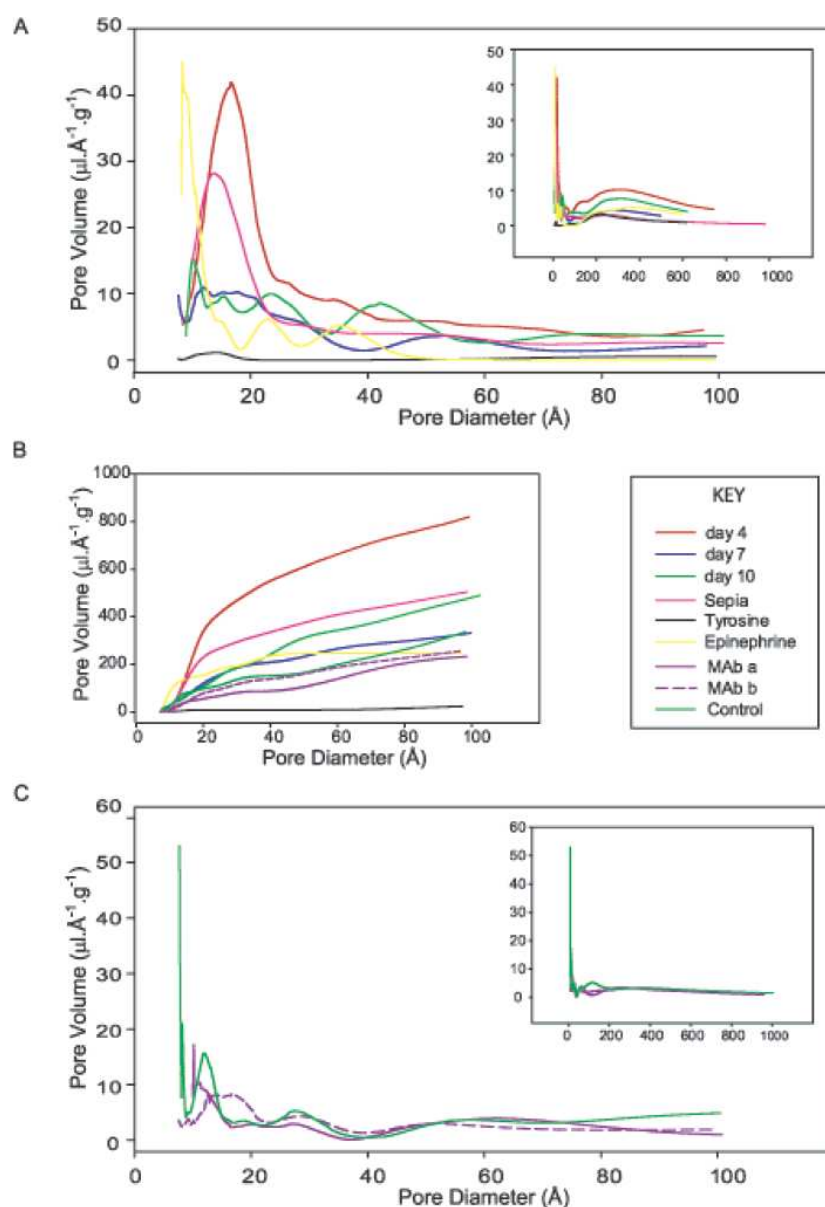 A
Pore Volume (µl.Å⁻¹.g⁻¹)
50
40
30
20
10
0
0 20 40 60 80 100
Pore Diameter (Å)
50
40
30
20
10
0
0 200 400 600 800 1000
B
Pore Volume (µl.Å⁻¹.g⁻¹)
1000
800
600
400
200
0
0 20 40 60 80 100
Pore Diameter (Å)
KEY
day 4
day 7
day 10
Sepia
Tyrosine
Epinephrine
MAb a
MAb b
Control
C
Pore Volume (µl.Å⁻¹.g⁻¹)
60
50
40
30
20
10
0
0 20 40 60 80 100
Pore Diameter (Å)
60
50
40
30
20
10
0
0 200 400 600 800 1000